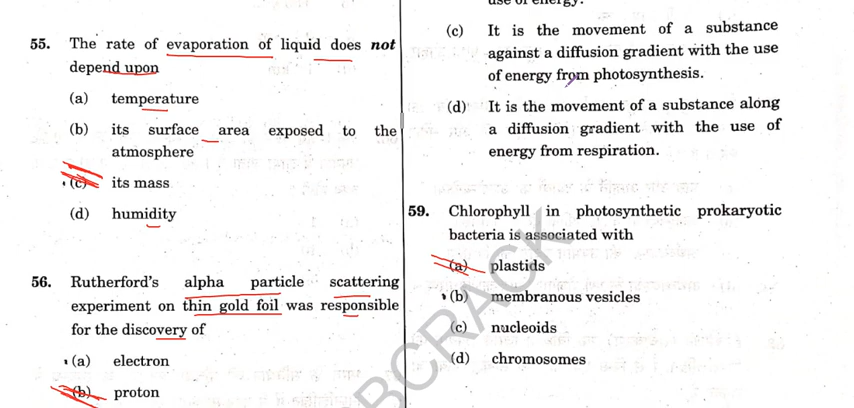 55. The rate of evaporation of liquid does not
depend upon
(a) temperature
(b) its surface area exposed to the
atmosphere
(c) its mass
(d) humidity
56. Rutherford's alpha particle scattering
experiment on thin gold foil was responsible
for the discovery of
(a) electron
(b) proton
use of energy.
(c) It is the movement of a substance
against a diffusion gradient with the use
of energy from photosynthesis.
(d) It is the movement of a substance along
a diffusion gradient with the use of
energy from respiration.
59. Chlorophyll in photosynthetic prokaryotic
bacteria is associated with
(a) plastids
(b) membranous vesicles
(c) nucleoids
(d) chromosomes
BCRACK